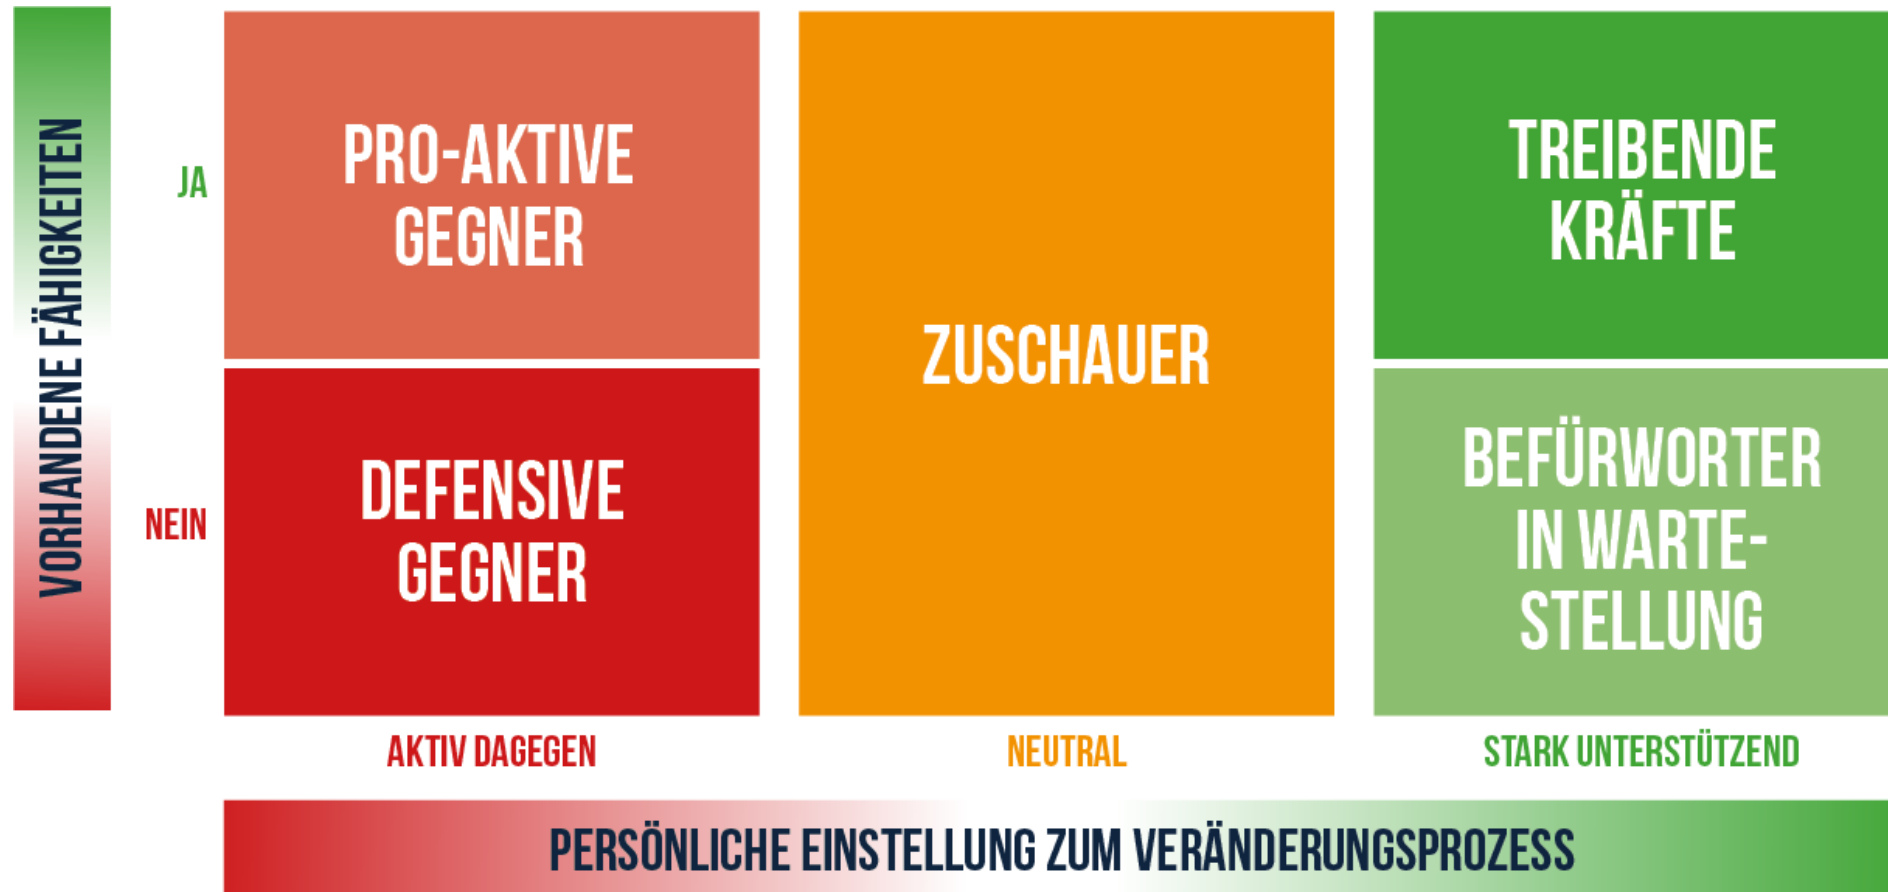 VORHANDENE FÄHIGKEITEN
JA
NEIN
PRO-AKTIVE
GEGNER
DEFENSIVE
GEGNER
ZUSCHAUER
TREIBENDE
KRÄFTE
BEFÜRWORTER
IN WARTE-
STELLUNG
AKTIV DAGEGEN
NEUTRAL
STARK UNTERSTÜTZEND
PERSÖNLICHE EINSTELLUNG ZUM VERÄNDERUNGSPROZESS